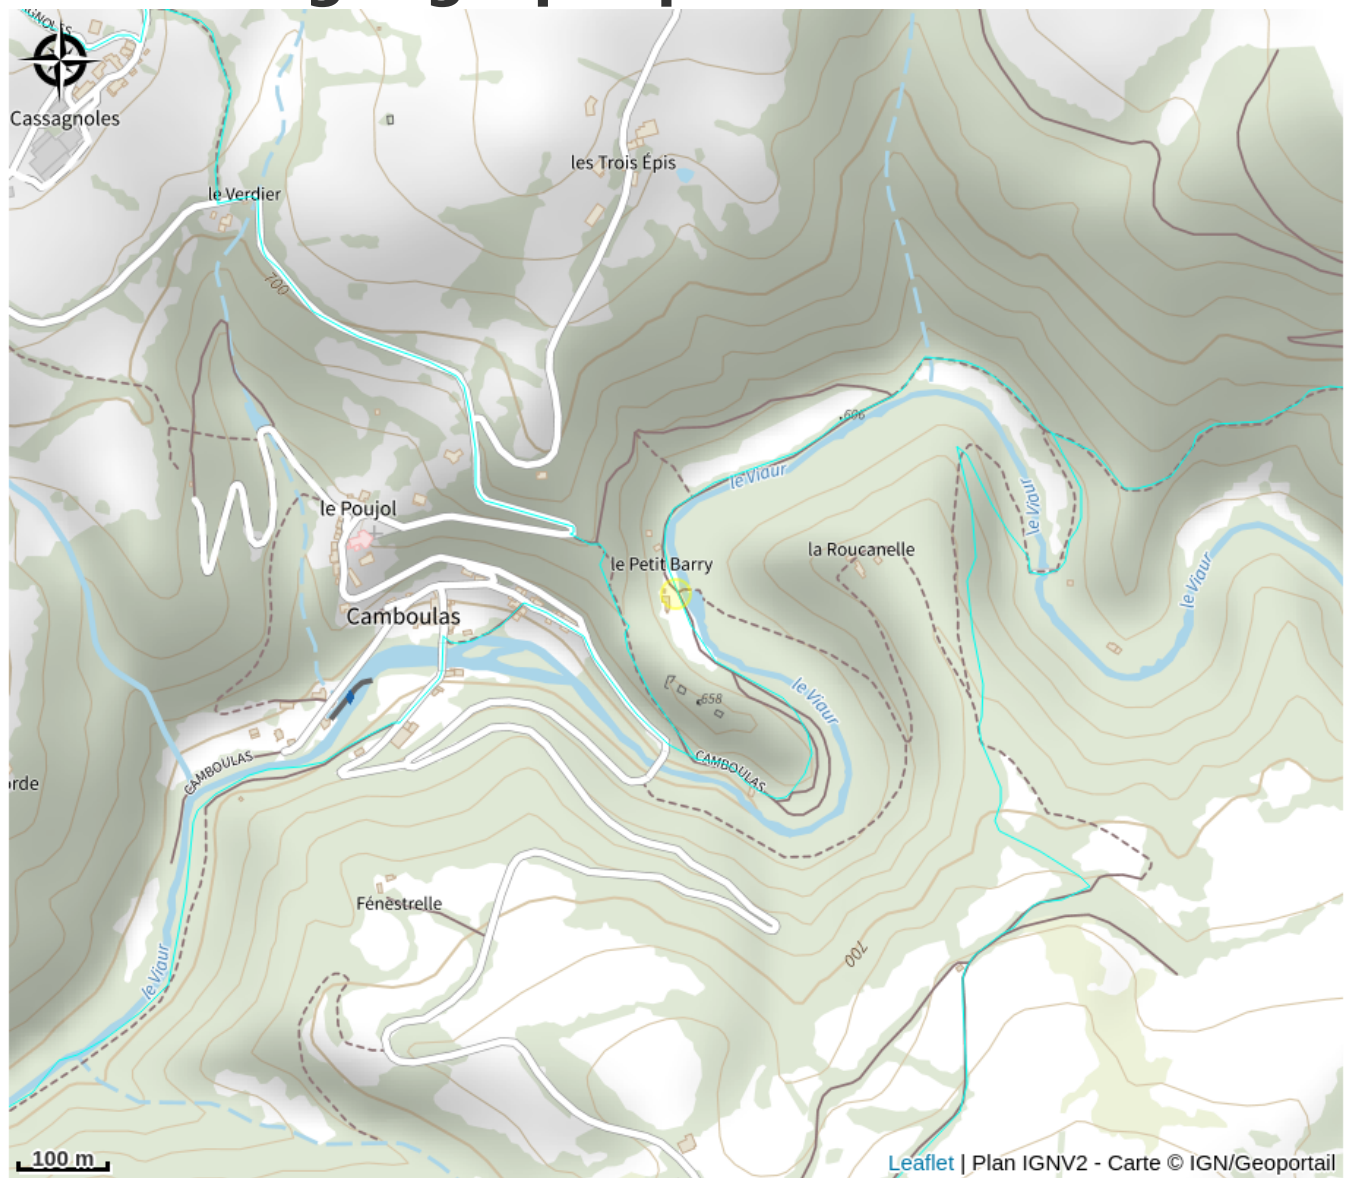 Cassagnoles
les Trois Épis
le Verdier
700
606
le Viaur
le Viaur
le Poujol
la Roucanelle
le Petit Barry
le Viaur
Camboulas
le Viaur
658
CAMBOULAS
CAMBOULAS
orde
Fénestrelle
700
le Viaur
100 m
Leaflet | Plan IGNV2 - Carte © IGN/Geoportail